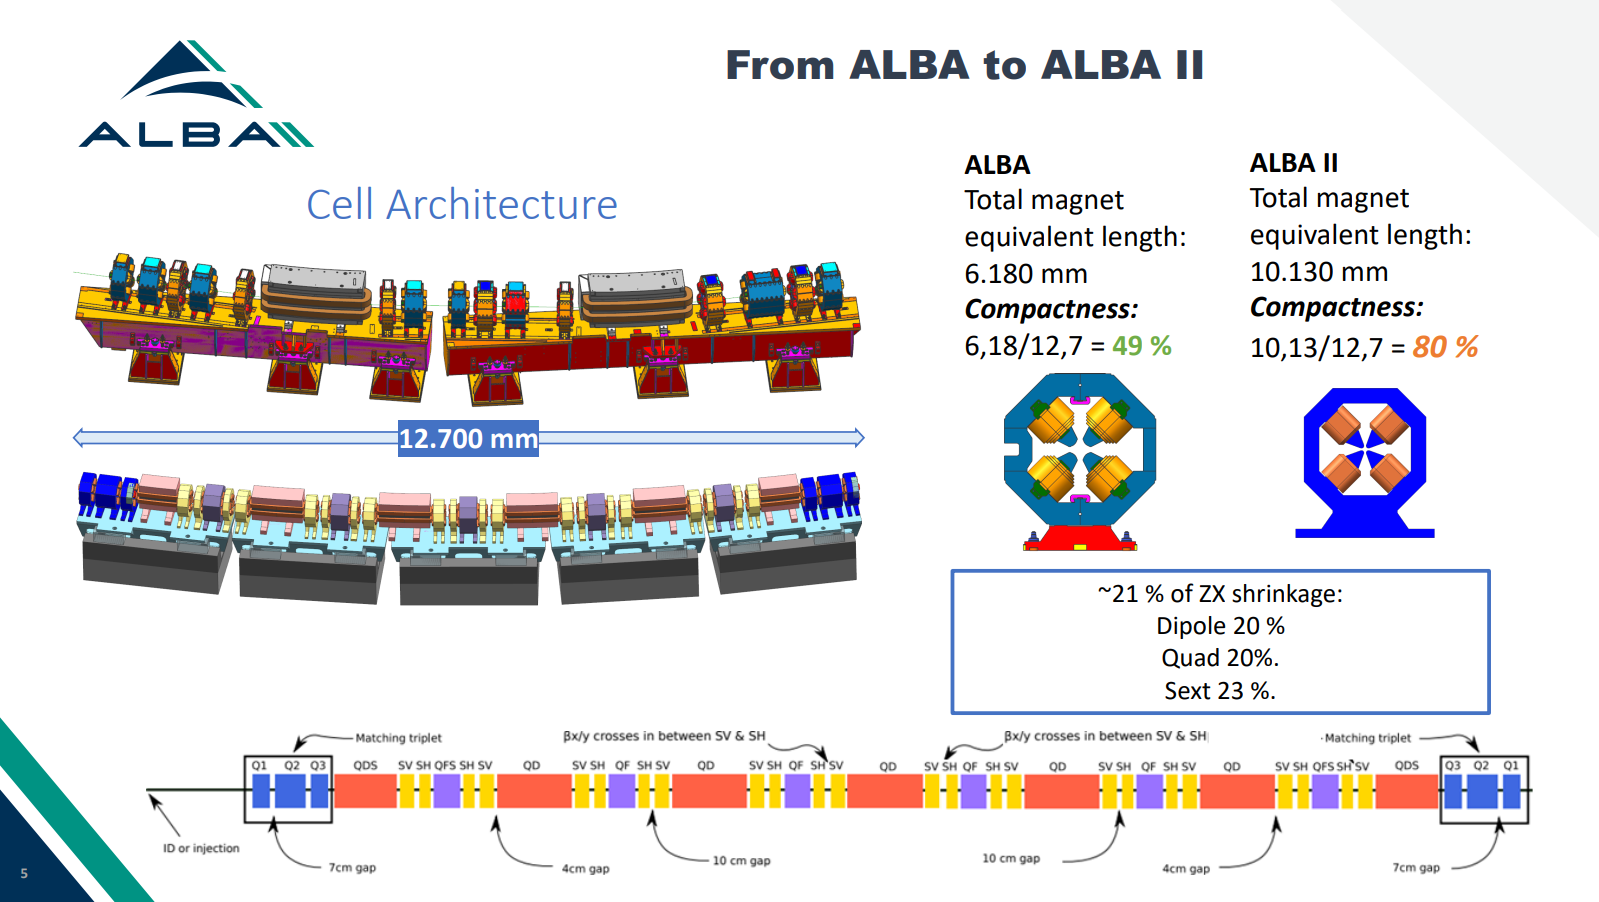 From ALBA to ALBA II
ALBA
Cell Architecture
ALBA
Total magnet
equivalent length:
6.180 mm
Compactness:
6,18/12,7 = 49 %
ALBA II
Total magnet
equivalent length:
10.130 mm
Compactness:
10,13/12,7 = 80 %
12.700 mm
~21 % of ZX shrinkage:
Dipole 20 %
Quad 20%.
Sext 23 %.
Matching triplet
βx/y crosses in between SV & SH
βx/y crosses in between SV & SH
Matching triplet
Q1 Q2 Q3 QDS SV SH QFS SH SV QD SV SH QF SH SV QD SV SH QF SH SV QD SV SH QF SH SV QD SV SH QF SH SV QD SV SH QFS SH SV QDS Q3 Q2 Q1
ID or injection
7cm gap
4cm gap
10 cm gap
10 cm gap
4cm gap
7cm gap
5